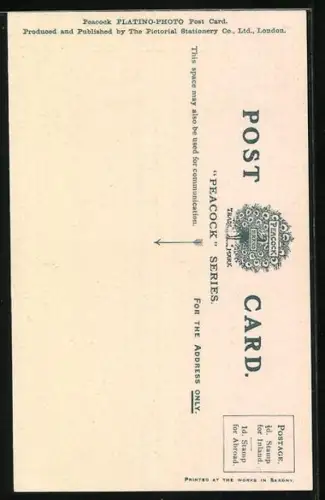 Peacock PLATINO-PHOTO Post Card.
Produced and Published by The Pictorial Stationery Co., Ltd., London.
POST CARD.
PEACOCK
TRADE MARK
"PEACOCK" SERIES.
This space may also be used for communication.
FOR THE ADDRESS ONLY.
POSTAGE.
½d. Stamp
for Inland.
1d. Stamp
for Abroad.
PRINTED AT THE WORKS IN SAXONY.